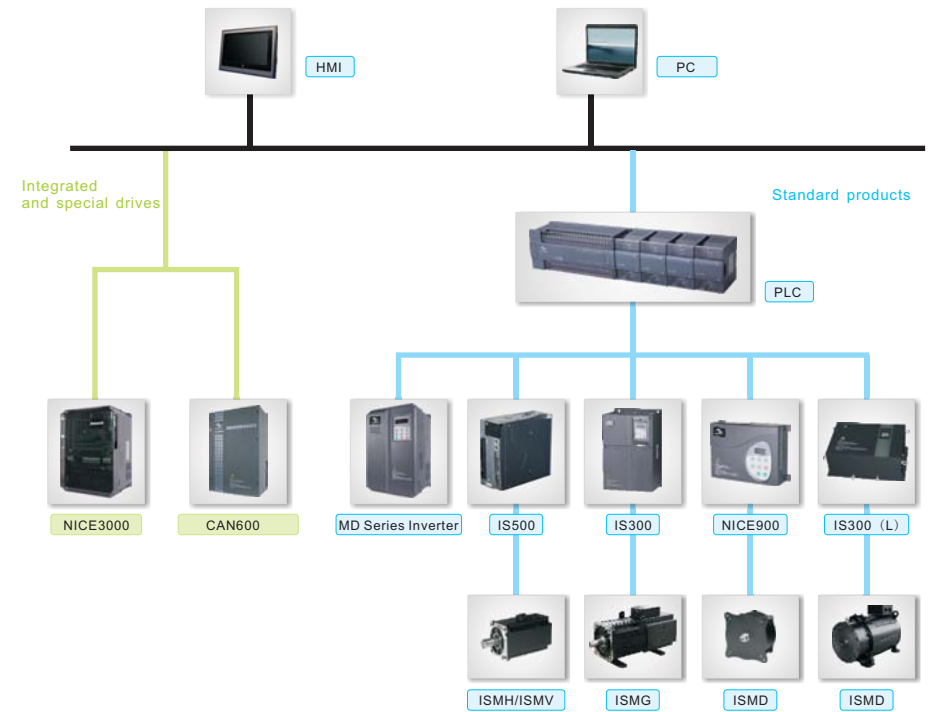 HMI
PC
Integrated
and special drives
Standard products
PLC
NICE3000
CAN600
MD Series Inverter
IS500
IS300
NICE900
IS300（L）
ISMH/ISMV
ISMG
ISMD
ISMD